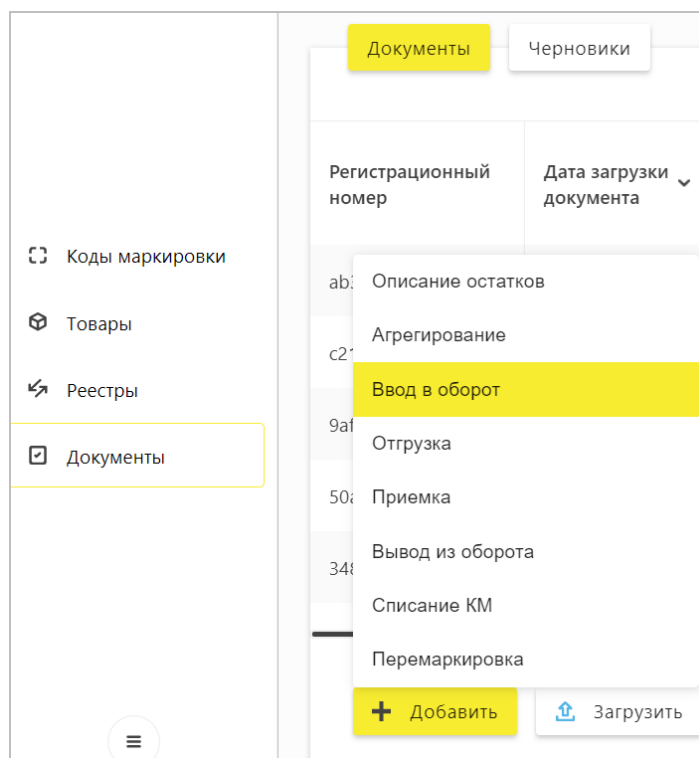 Документы Черновики
Регистрационный
номер
Дата загрузки
документа
Коды маркировки
Товары
Реестры
Документы
Описание остатков
Агрегирование
Ввод в оборот
Отгрузка
Приемка
Вывод из оборота
Списание КМ
Перемаркировка
Добавить Загрузить